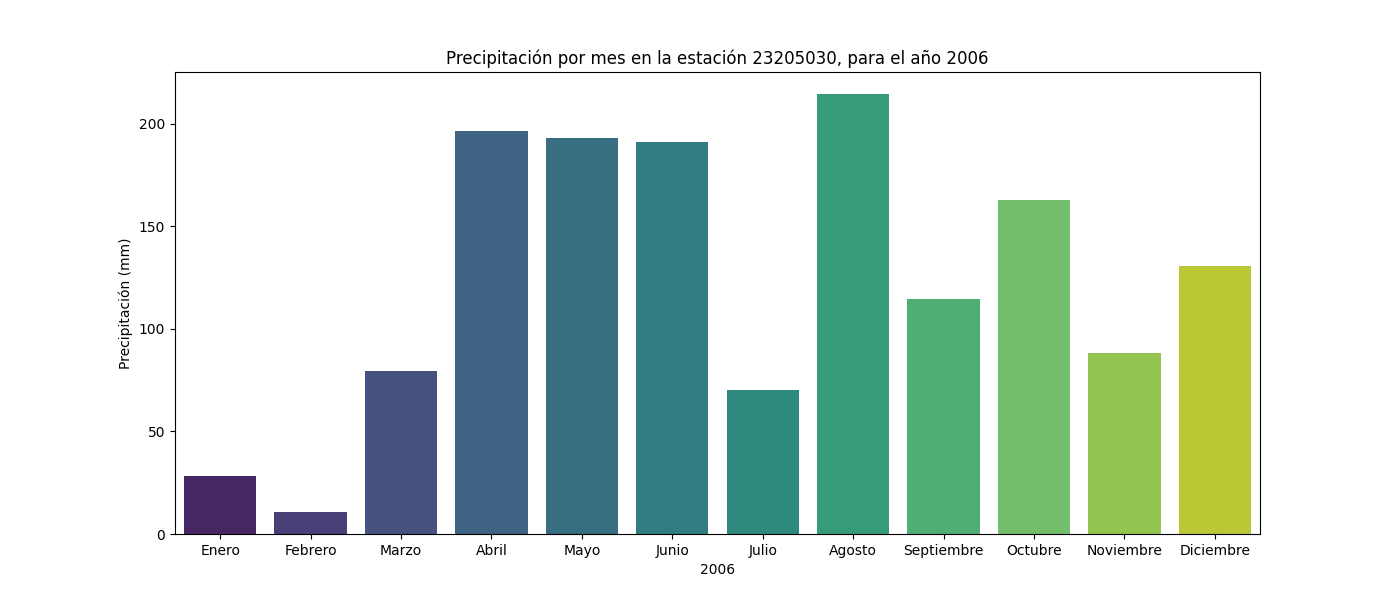 Precipitación por mes en la estación 23205030, para el año 2006
Precipitación (mm)
200
150
100
50
0
Enero Febrero Marzo Abril Mayo Junio Julio Agosto Septiembre Octubre Noviembre Diciembre
2006